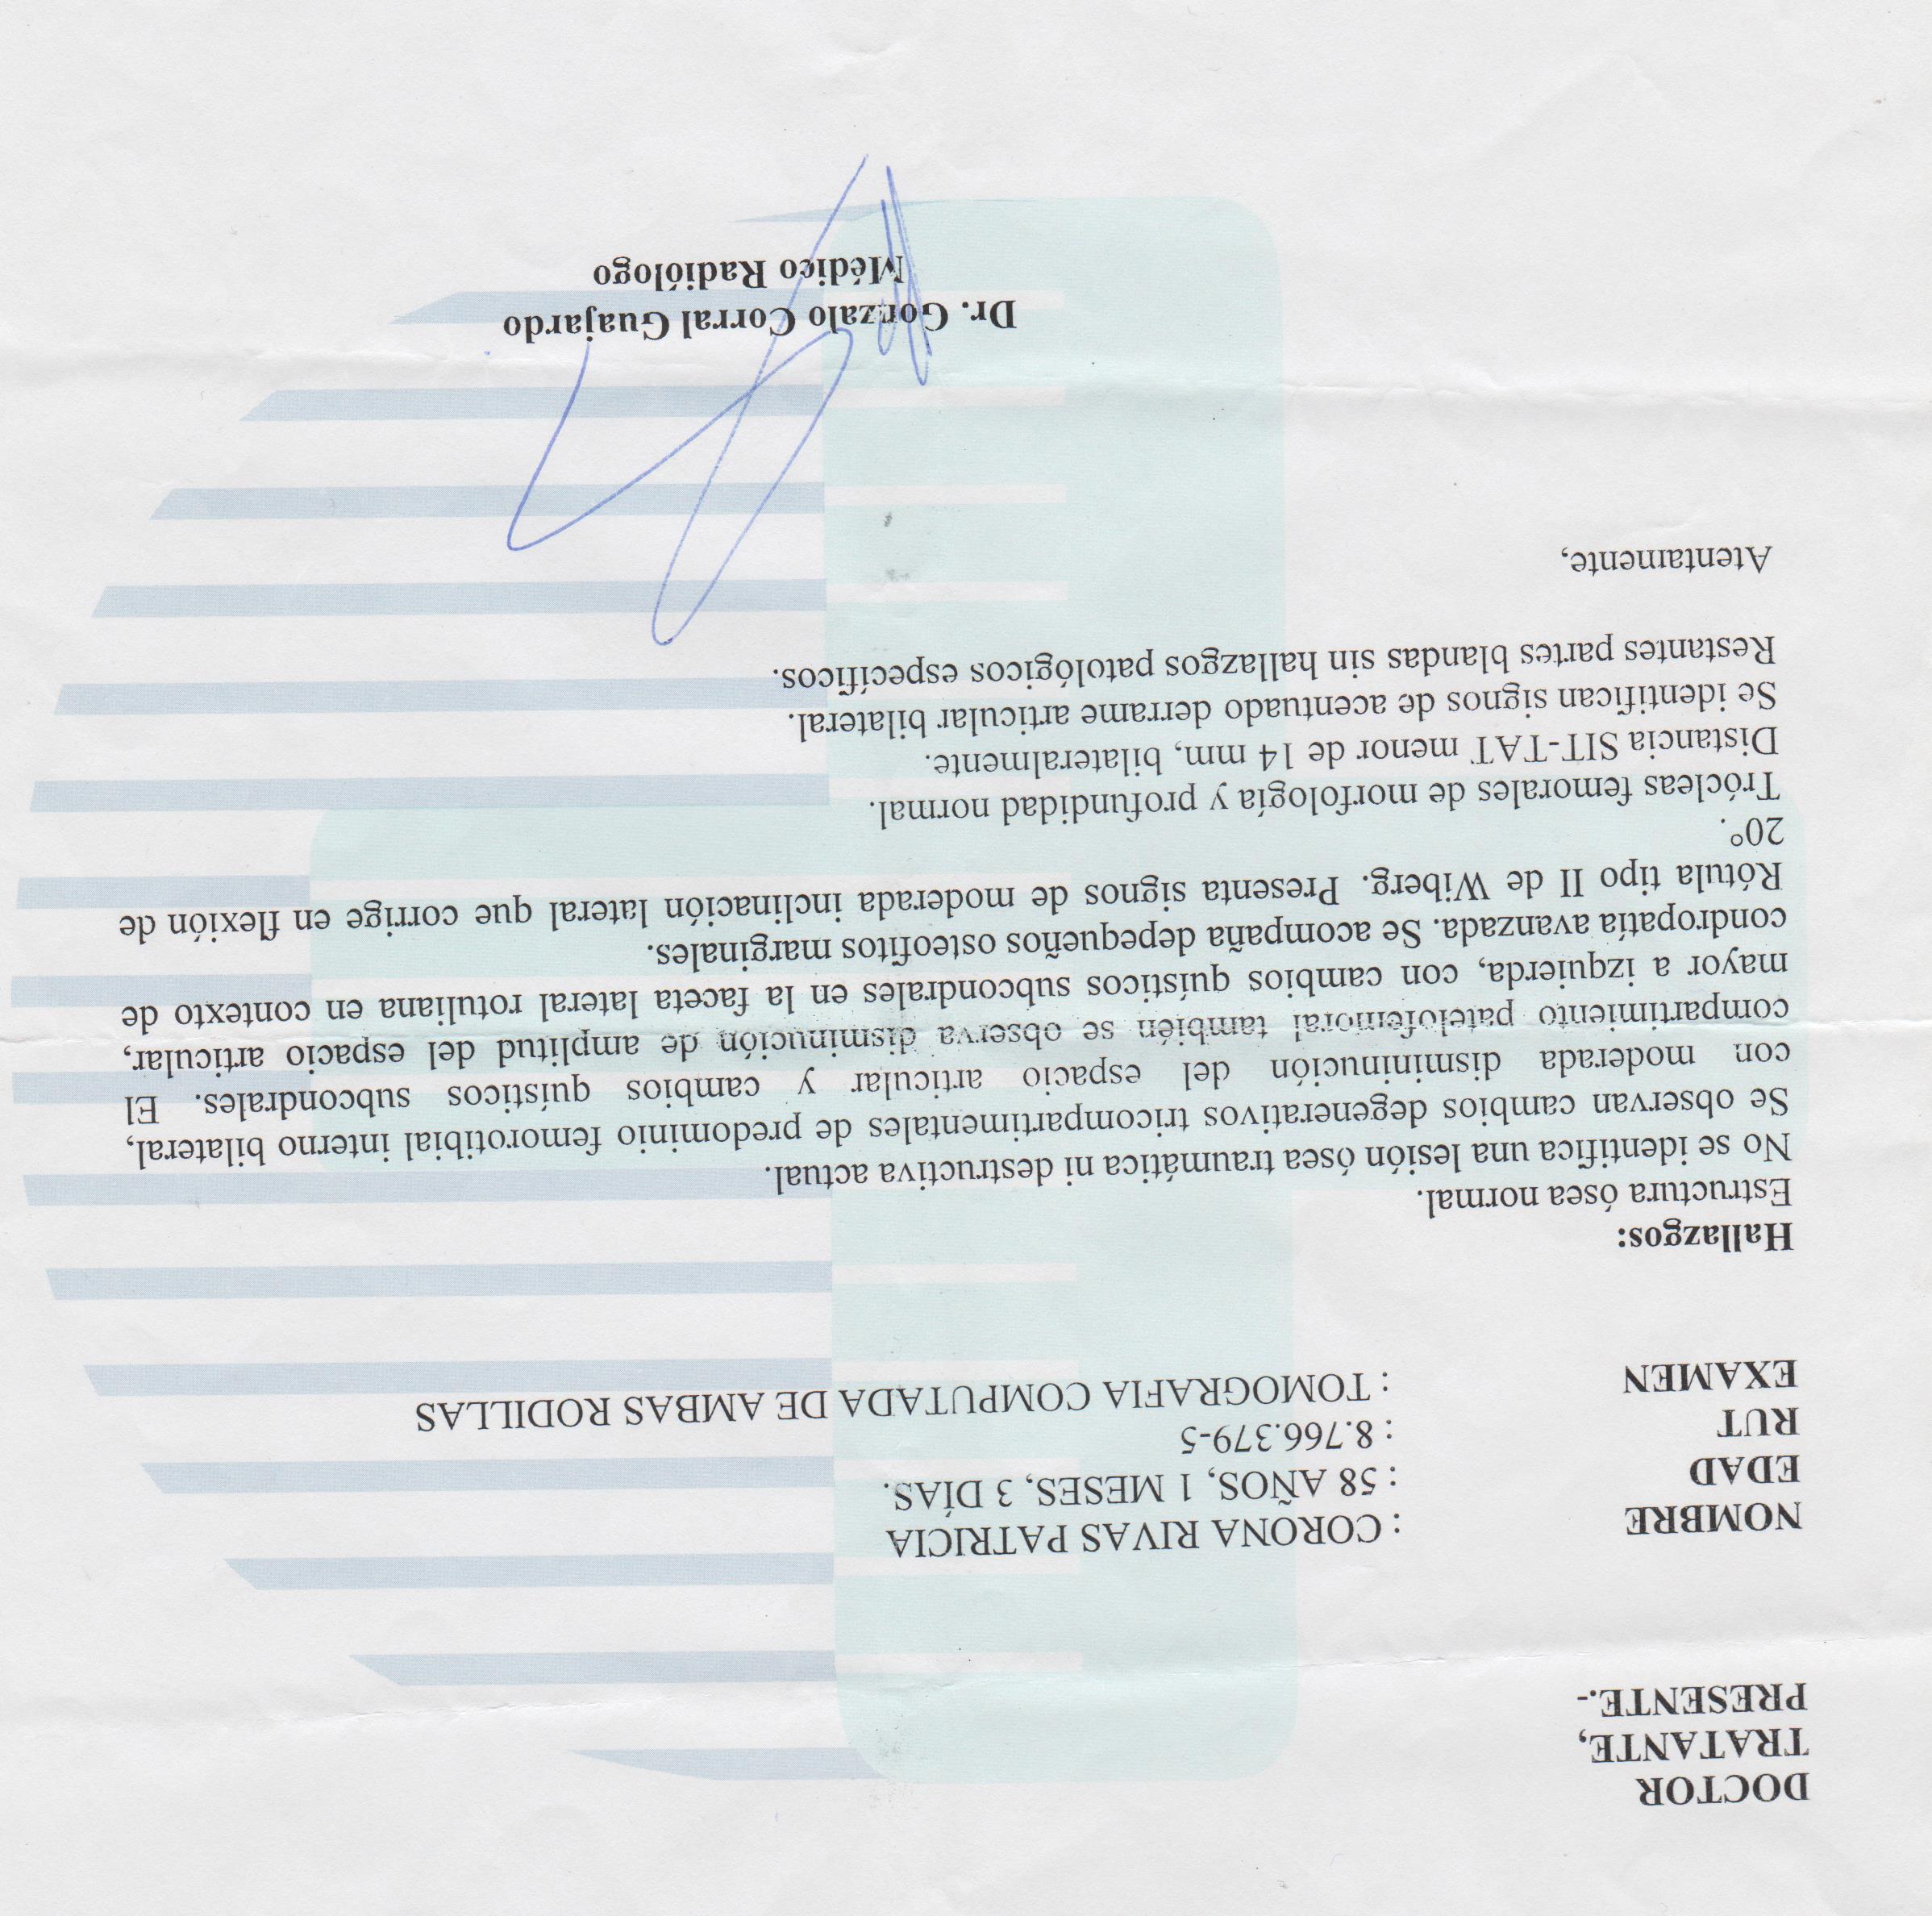 DOCTOR
TRATANTE,
PRESENTE.-
NOMBRE : CORONA RIVAS PATRICIA
EDAD : 58 AÑOS, 1 MESES, 3 DÍAS.
RUT : 8.766.379-5
EXAMEN : TOMOGRAFIA COMPUTADA DE AMBAS RODILLAS
Hallazgos:
Estructura ósea normal.
No se identifica una lesión ósea traumática ni destructiva actual.
Se observan cambios degenerativos tricompartimentales de predominio femorotibial interno bilateral,
con moderada dismininución del espacio articular y cambios quísticos subcondrales. El
compartimiento patelofemoral también se observa disminución de amplitud del espacio articular,
mayor a izquierda, con cambios quísticos subcondrales en la faceta lateral rotuliana en contexto de
condropatía avanzada. Se acompaña depequeños osteofitos marginales.
Rótula tipo II de Wiberg. Presenta signos de moderada inclinación lateral que corrige en flexión de
20°.
Trócleas femorales de morfología y profundidad normal.
Distancia SIT-TAT menor de 14 mm, bilateralmente.
Se identifican signos de acentuado derrame articular bilateral.
Restantes partes blandas sin hallazgos patológicos específicos.
Atentamente,
Dr. Gonzalo Corral Guajardo
Médico Radiólogo